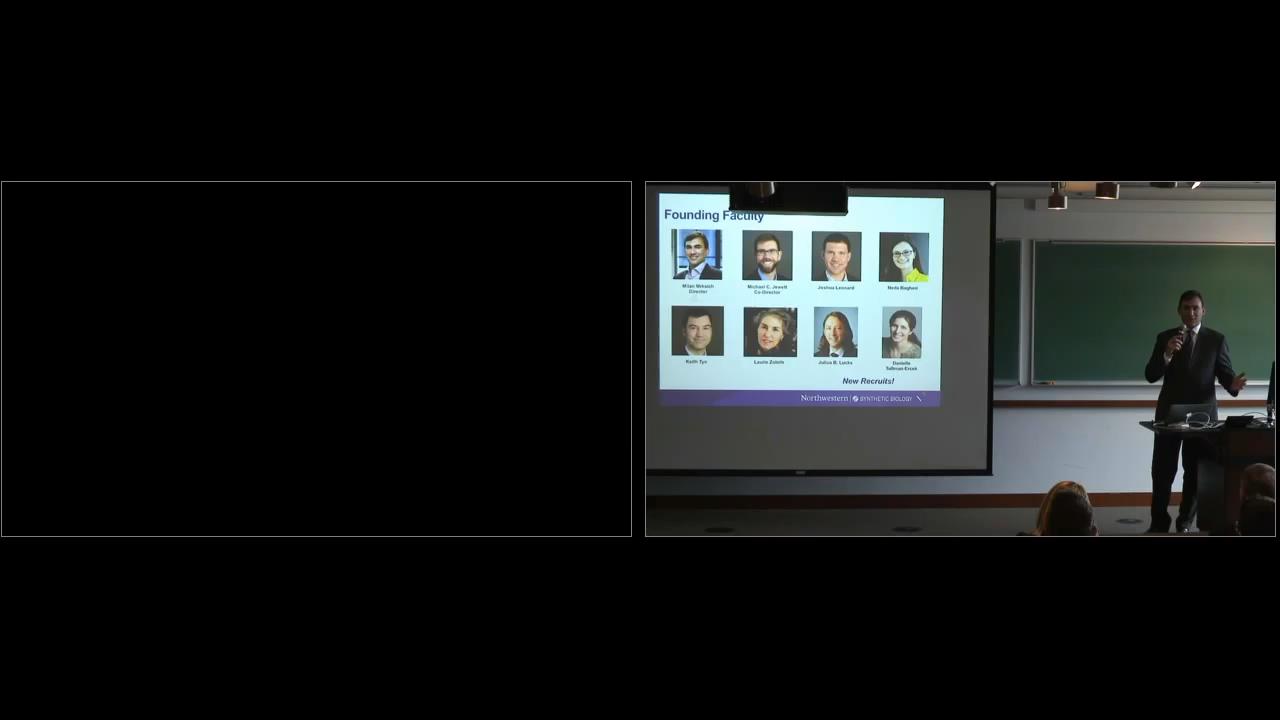 Founding Faculty
Milan Mrksich
Director
Michael C. Jewett
Co-Director
Joshua Leonard
Neda Bagheri
Keith Tyo
Laurie Zoloth
Julius B. Lucks
Danielle
Tullman-Ercek
New Recruits!
Northwestern | SYNTHETIC BIOLOGY